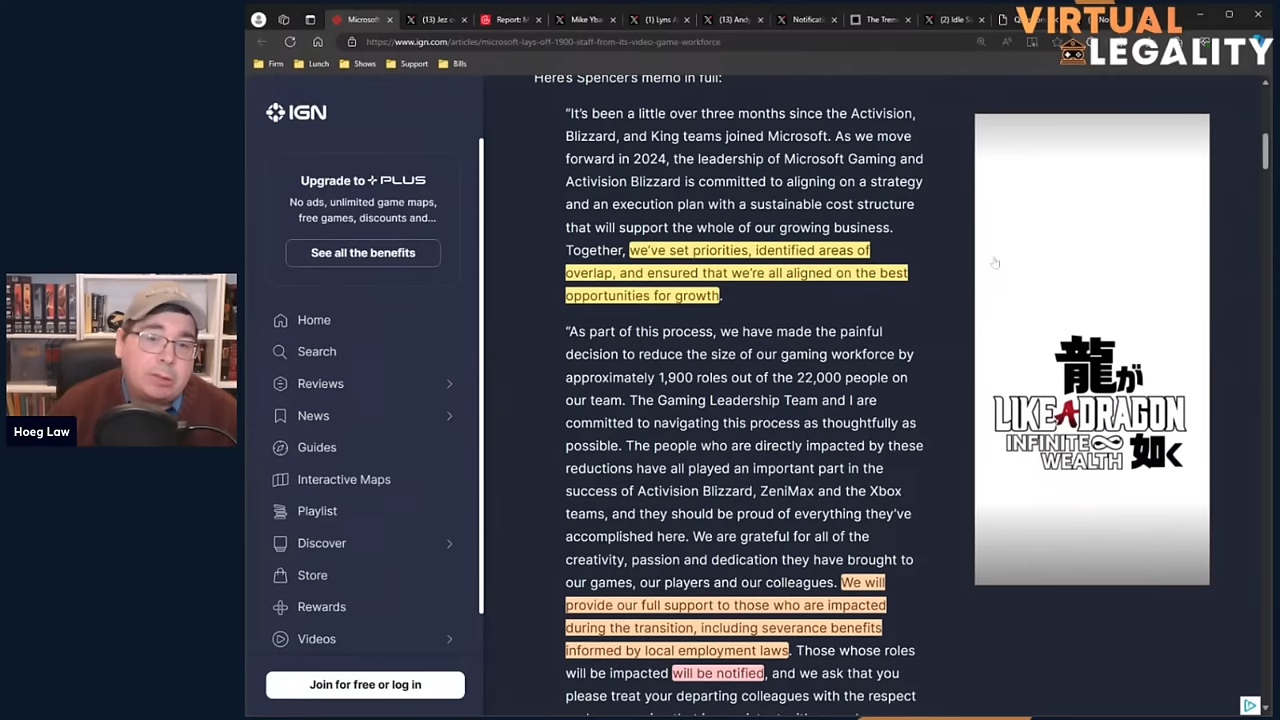 Microsoft
(13) Jez o
Report: M
Mike Yba
(1) Lyns A
(13) And
Notificati
The Trem
(2) Idle S
https://www.ign.com/articles/microsoft-lays-off-1900-staff-from-its-video-game-workforce
Firm
Lunch
Shows
Support
Bills
VIRTUAL
LEGALITY
IGN
Upgrade to PLUS
No ads, unlimited game maps,
free games, discounts and...
See all the benefits
Home
Search
Reviews
News
Guides
Interactive Maps
Playlist
Discover
Store
Rewards
Videos
Join for free or log in
Here's Spencer's memo in full:
“It’s been a little over three months since the Activision,
Blizzard, and King teams joined Microsoft. As we move
forward in 2024, the leadership of Microsoft Gaming and
Activision Blizzard is committed to aligning on a strategy
and an execution plan with a sustainable cost structure
that will support the whole of our growing business.
Together, we’ve set priorities, identified areas of
overlap, and ensured that we’re all aligned on the best
opportunities for growth.
“As part of this process, we have made the painful
decision to reduce the size of our gaming workforce by
approximately 1,900 roles out of the 22,000 people on
our team. The Gaming Leadership Team and I are
committed to navigating this process as thoughtfully as
possible. The people who are directly impacted by these
reductions have all played an important part in the
success of Activision Blizzard, ZeniMax and the Xbox
teams, and they should be proud of everything they’ve
accomplished here. We are grateful for all of the
creativity, passion and dedication they have brought to
our games, our players and our colleagues. We will
provide our full support to those who are impacted
during the transition, including severance benefits
informed by local employment laws. Those whose roles
will be impacted will be notified, and we ask that you
please treat your departing colleagues with the respect
龍が
LIKE A DRAGON
INFINITE
WEALTH
如く
Hoeg Law